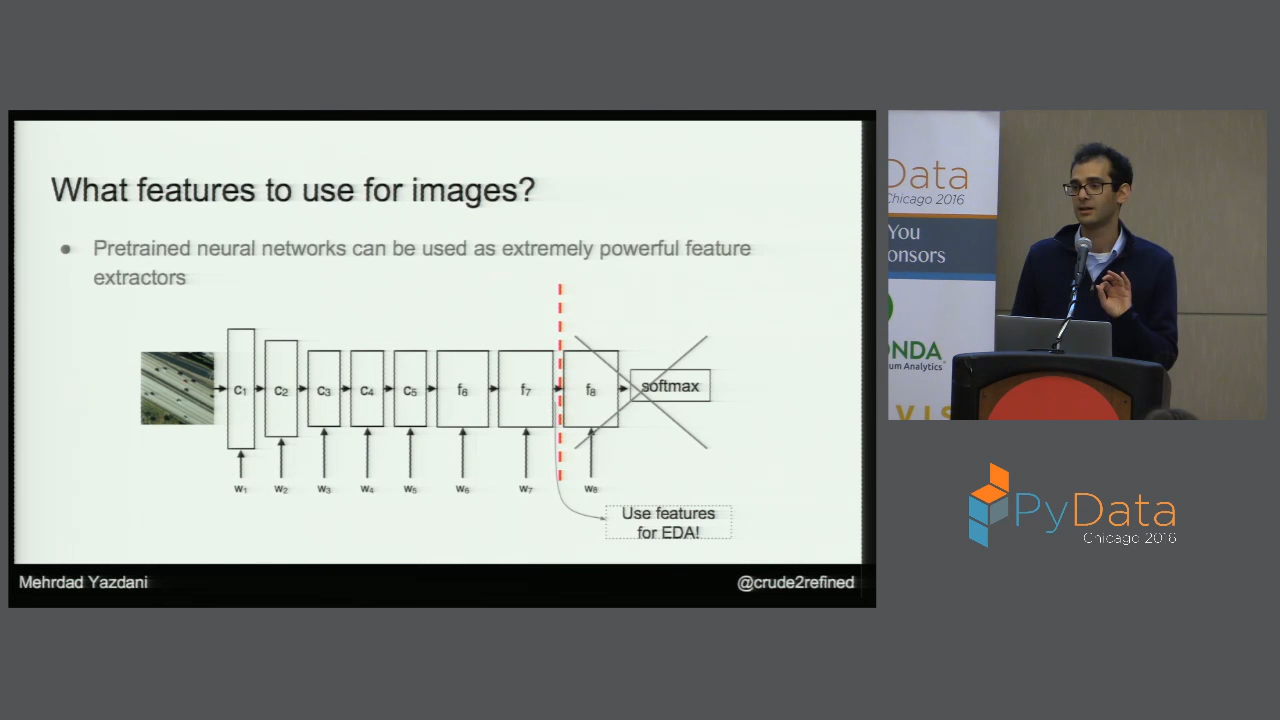 What features to use for images?
● Pretrained neural networks can be used as extremely powerful feature
extractors
c1 c2 c3 c4 c5 f6 f7 f8 softmax
w1 w2 w3 w4 w5 w6 w7 w8
Use features
for EDA!
Mehrdad Yazdani
@crude2refined
Data
Chicago 2016
You
onsors
NDA
um Analytics
VIS
PyData
Chicago 2016